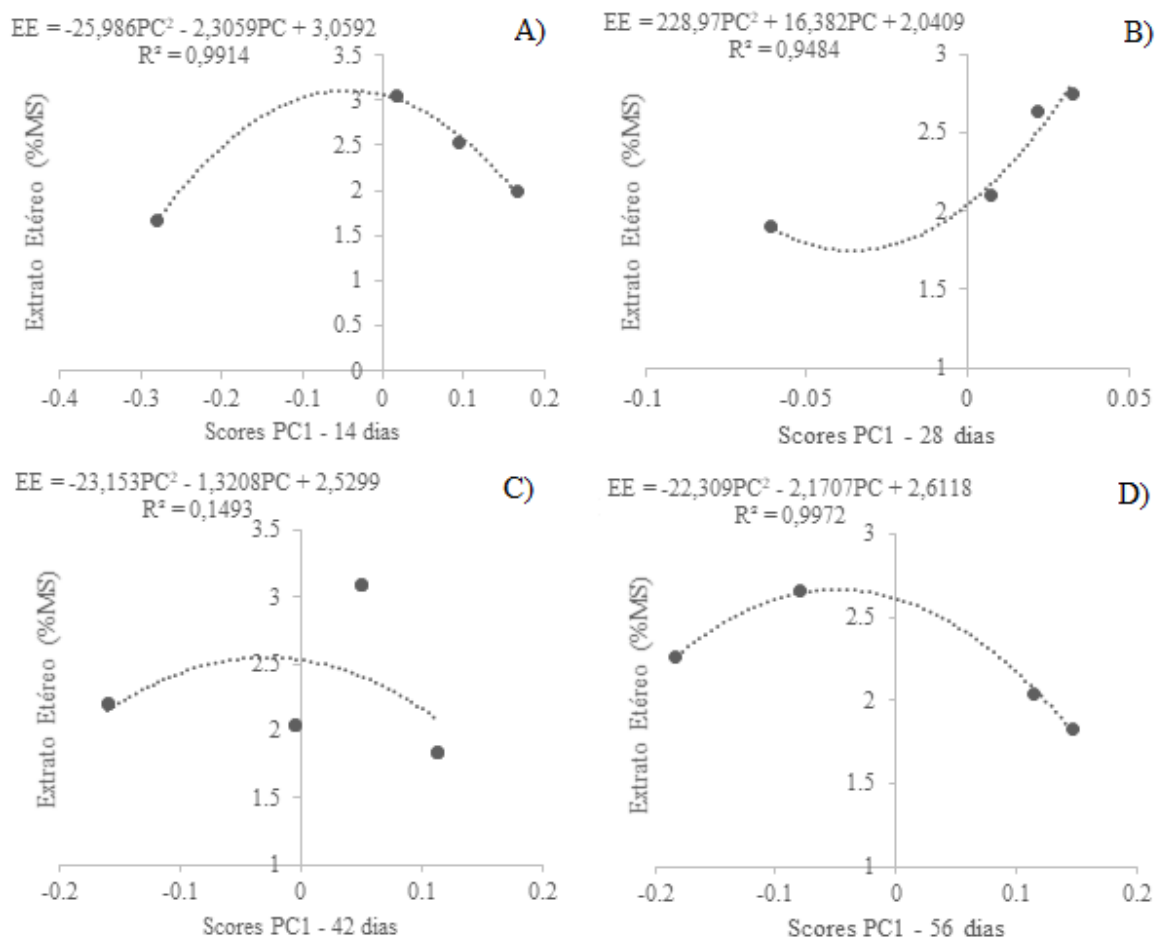 EE = -25,986PC² - 2,3059PC + 3,0592
R² = 0,9914
A)
Extrato Etéreo (%MS)
3.5
3
2.5
2
1.5
1
0.5
0
-0.4 -0.3 -0.2 -0.1 0 0.1 0.2
Scores PC1 - 14 dias
EE = 228,97PC² + 16,382PC + 2,0409
R² = 0,9484
B)
Extrato Etéreo (%MS)
3
2.5
2
1.5
1
-0.1 -0.05 0 0.05
Scores PC1 - 28 dias
EE = -23,153PC² - 1,3208PC + 2,5299
R² = 0,1493
C)
Extrato Etéreo (%MS)
3.5
3
2.5
2
1.5
1
-0.2 -0.1 0 0.1 0.2
Scores PC1 - 42 dias
EE = -22,309PC² - 2,1707PC + 2,6118
R² = 0,9972
D)
Extrato Etéreo (%MS)
3
2.5
2
1.5
1
-0.2 -0.1 0 0.1 0.2
Scores PC1 - 56 dias